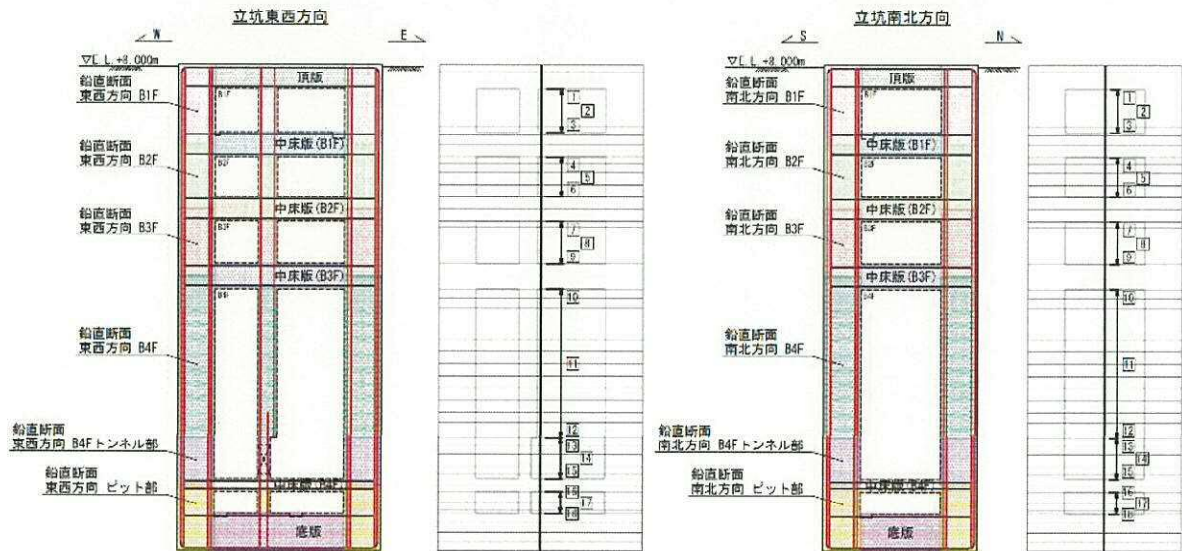 立坑東西方向
W
E
▽E.L.+8.000m
頂版
鉛直断面
東西方向 B1F
B1F
中床版(B1F)
鉛直断面
東西方向 B2F
B2F
中床版(B2F)
鉛直断面
東西方向 B3F
B3F
中床版(B3F)
B4F
鉛直断面
東西方向 B4F
鉛直断面
東西方向 B4Fトンネル部
鉛直断面
東西方向 ピット部
中床版(B4F)
底版
1
2
3
4
5
6
7
8
9
10
11
12
13
14
15
16
17
18
立坑南北方向
S
N
▽E.L.+8.000m
頂版
鉛直断面
南北方向 B1F
B1F
中床版(B1F)
鉛直断面
南北方向 B2F
B2F
中床版(B2F)
鉛直断面
南北方向 B3F
B3F
中床版(B3F)
B4F
鉛直断面
南北方向 B4F
鉛直断面
南北方向 B4Fトンネル部
鉛直断面
南北方向 ピット部
中床版(B4F)
底版
1
2
3
4
5
6
7
8
9
10
11
12
13
14
15
16
17
18